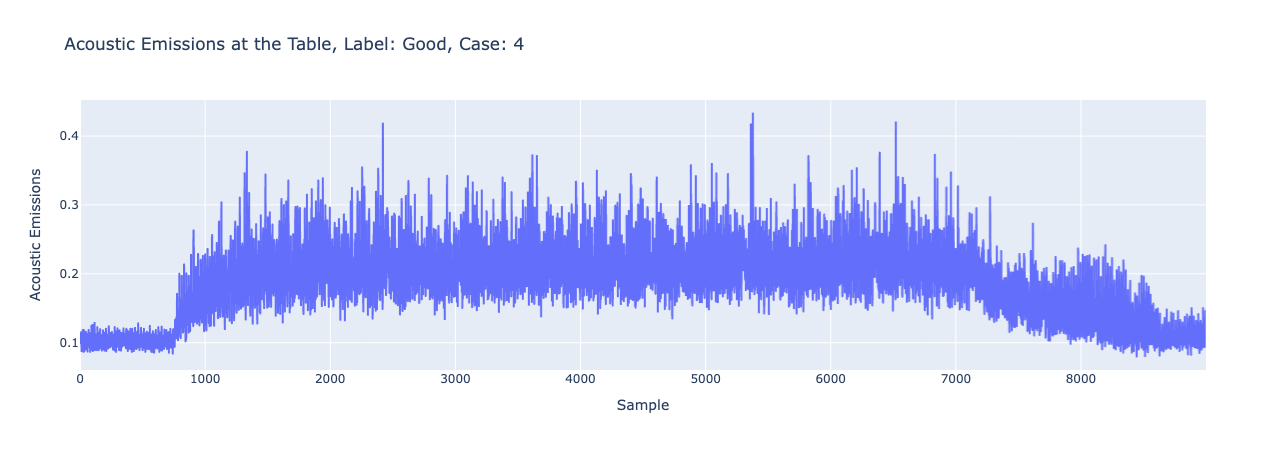 Acoustic Emissions at the Table, Label: Good, Case: 4
Acoustic Emissions
0.4
0.3
0.2
0.1
0 1000 2000 3000 4000 5000 6000 7000 8000
Sample